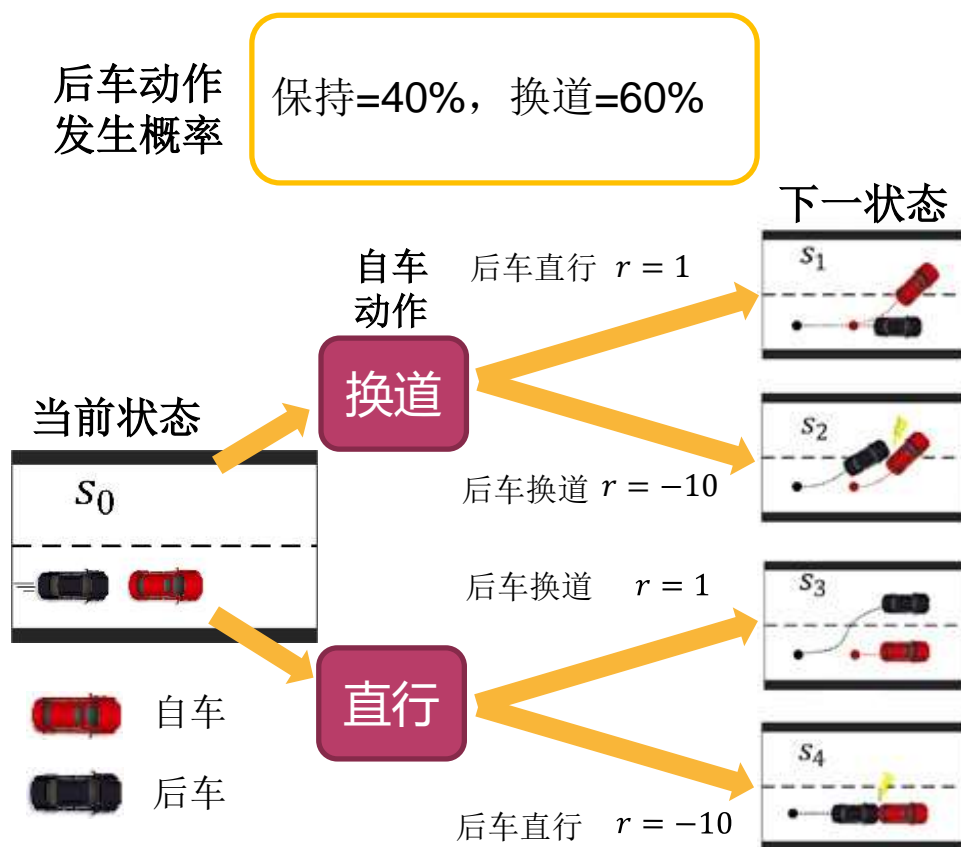 后车动作
发生概率
保持=40%，换道=60%
下一状态
自车
动作
后车直行 r = 1
s₁
换道
当前状态
s₀
后车换道 r = −10
s₂
后车换道 r = 1
s₃
直行
自车
后车
后车直行 r = −10
s₄